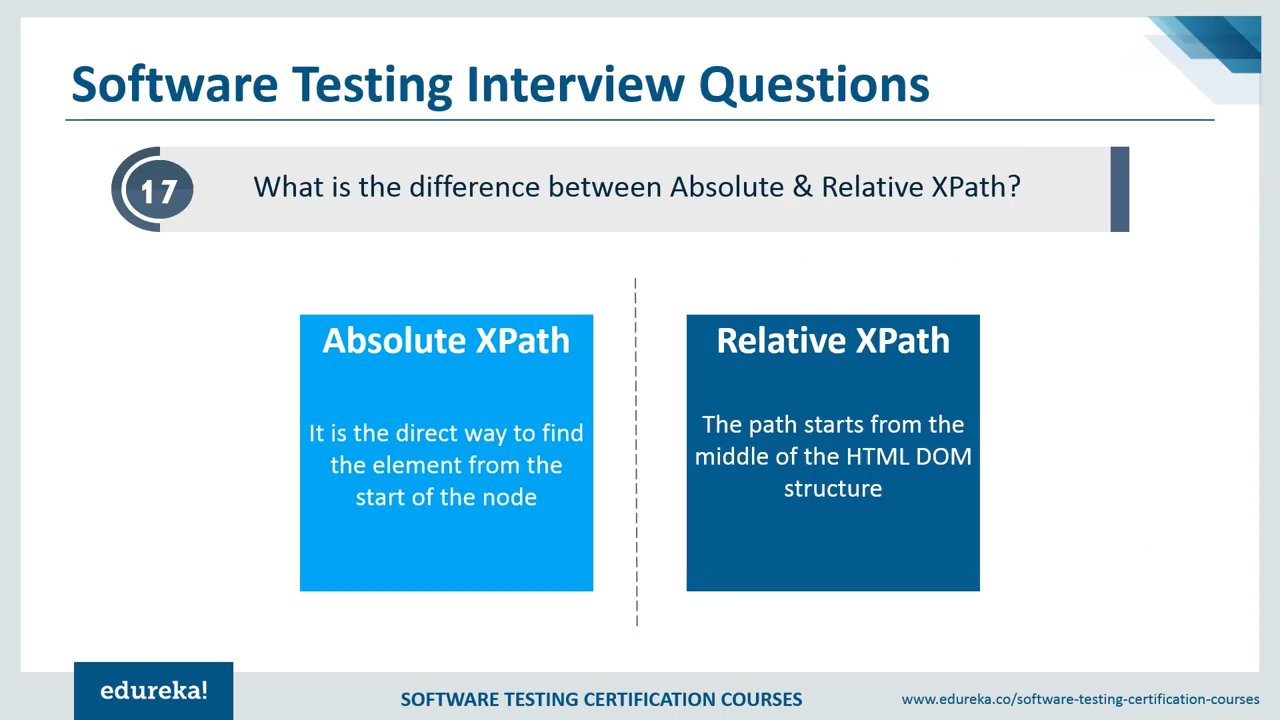 Software Testing Interview Questions
17
What is the difference between Absolute & Relative XPath?
Absolute XPath
It is the direct way to find
the element from the
start of the node
Relative XPath
The path starts from the
middle of the HTML DOM
structure
edureka!
SOFTWARE TESTING CERTIFICATION COURSES
www.edureka.co/software-testing-certification-courses